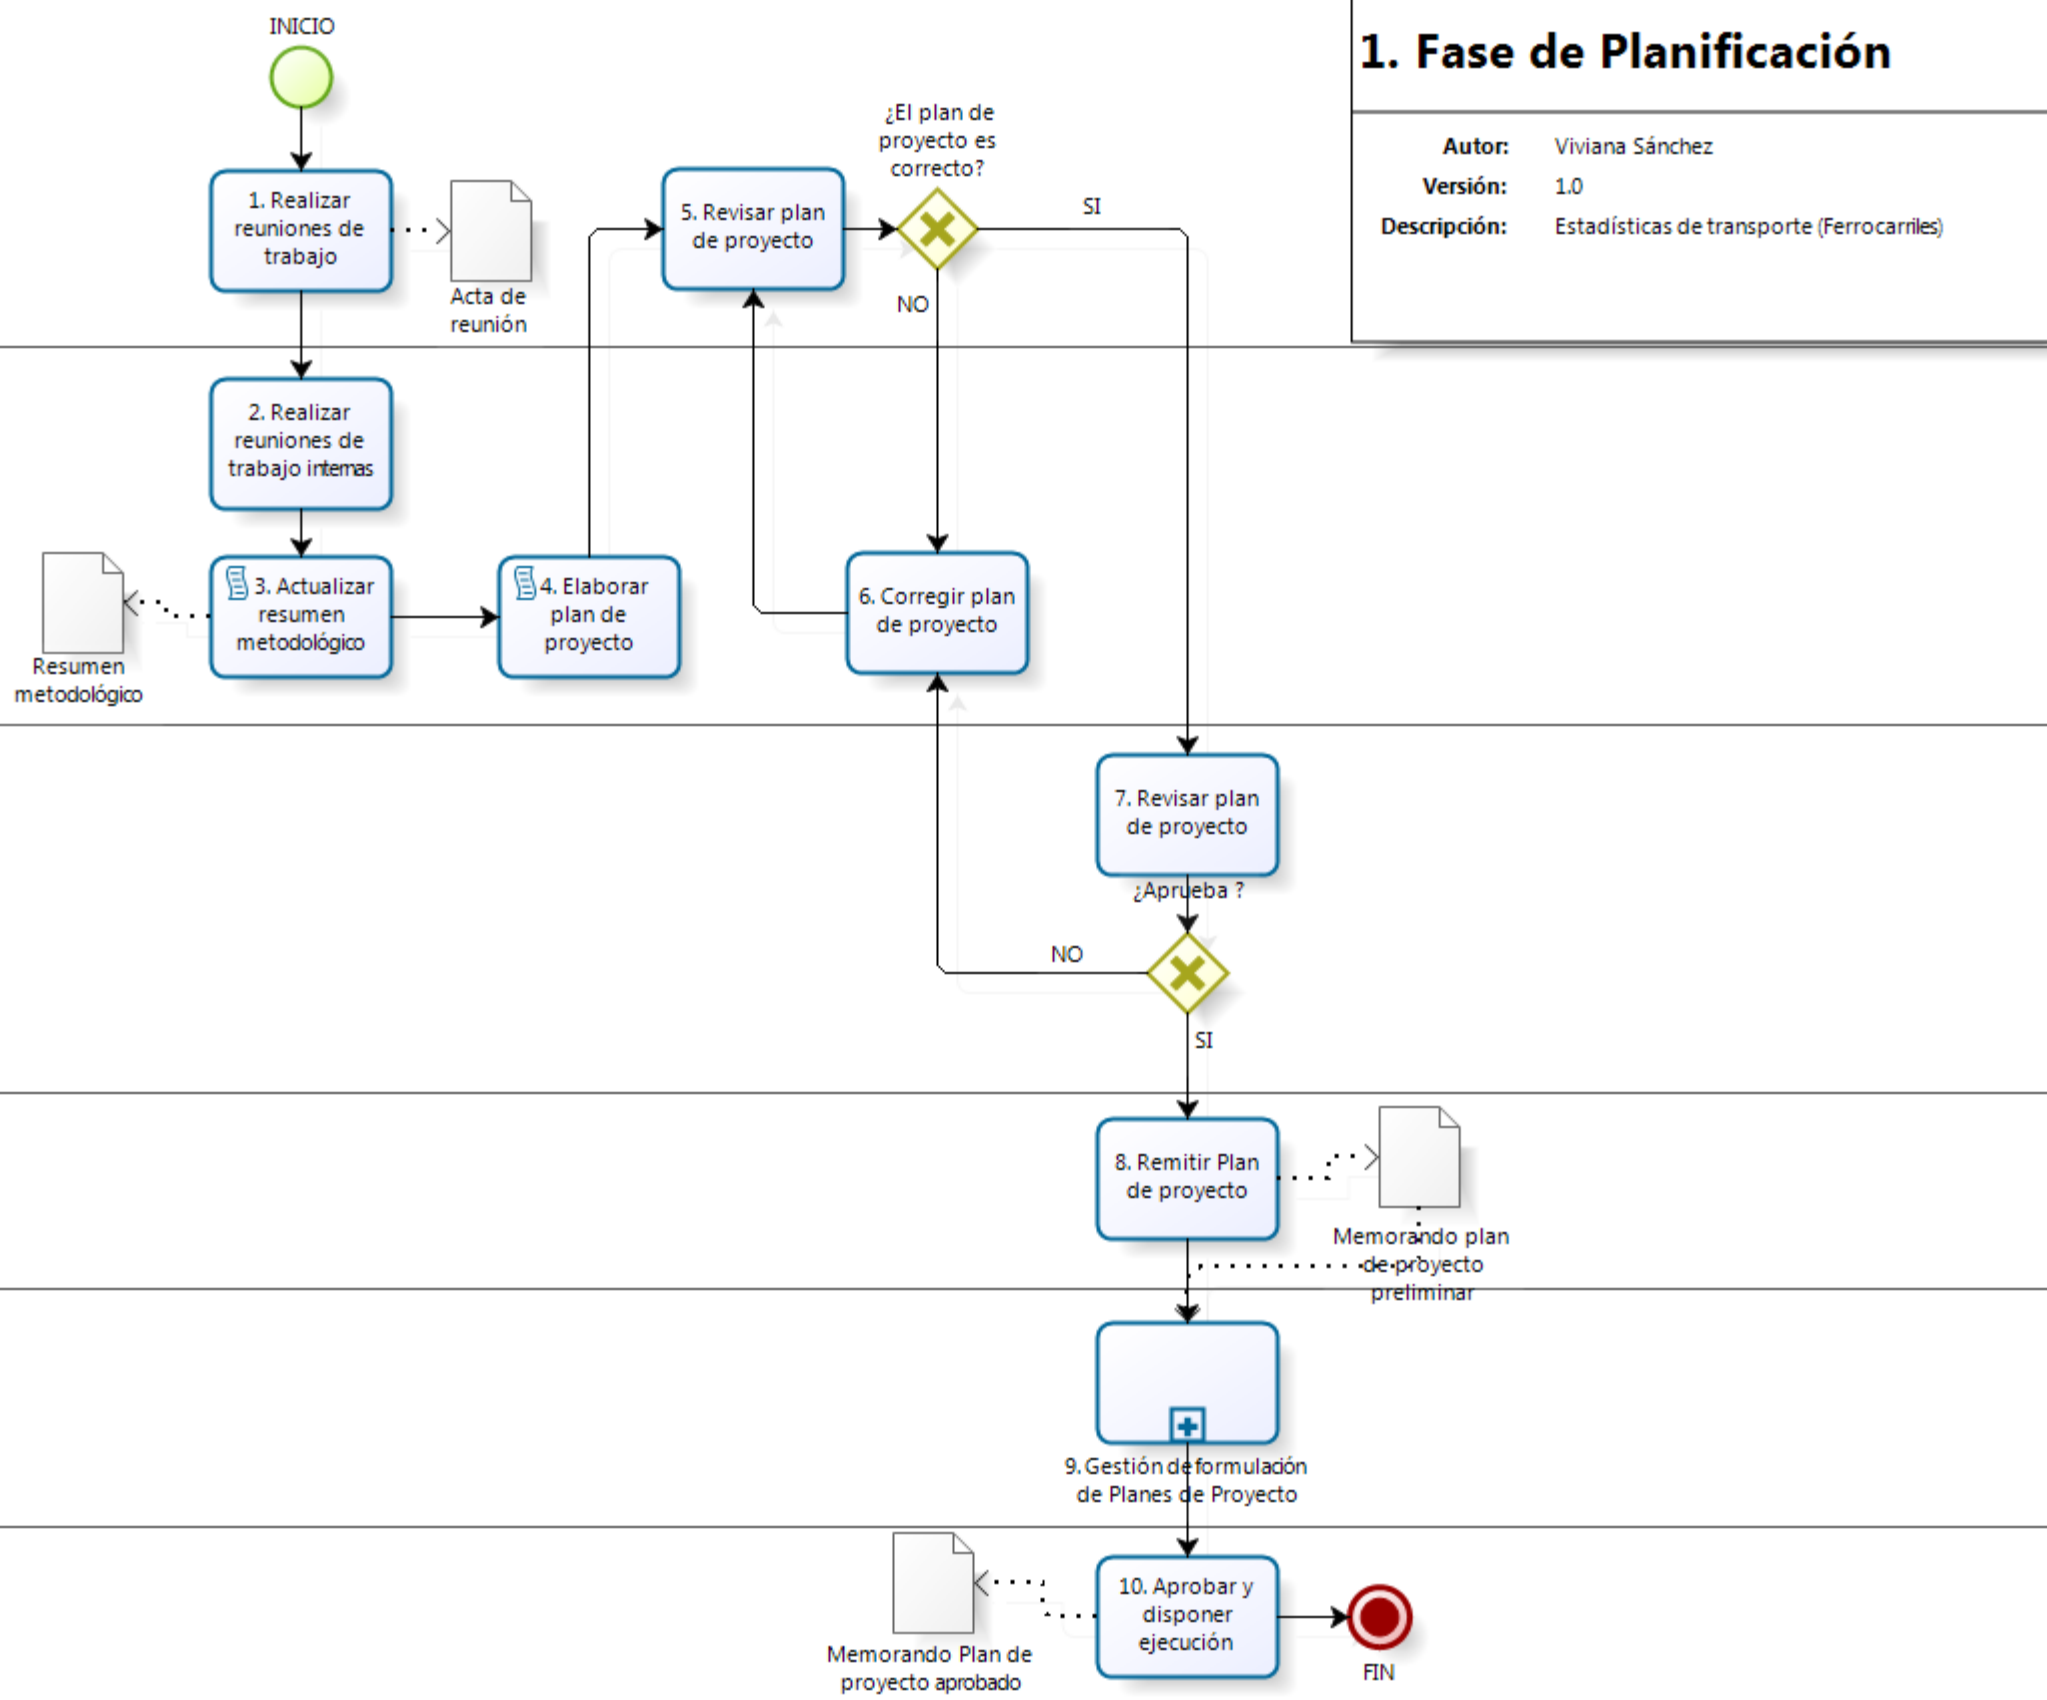 INICIO
1. Fase de Planificación
Autor: Viviana Sánchez
Versión: 1.0
Descripción: Estadísticas de transporte (Ferrocarriles)
¿El plan de
proyecto es
correcto?
1. Realizar
reuniones de
trabajo
Acta de
reunión
5. Revisar plan
de proyecto
SI
NO
2. Realizar
reuniones de
trabajo internas
Resumen
metodológico
3. Actualizar
resumen
metodológico
4. Elaborar
plan de
proyecto
6. Corregir plan
de proyecto
7. Revisar plan
de proyecto
¿Aprueba ?
NO
SI
8. Remitir Plan
de proyecto
Memorando plan
de proyecto
preliminar
9. Gestión de formulación
de Planes de Proyecto
Memorando Plan de
proyecto aprobado
10. Aprobar y
disponer
ejecución
FIN